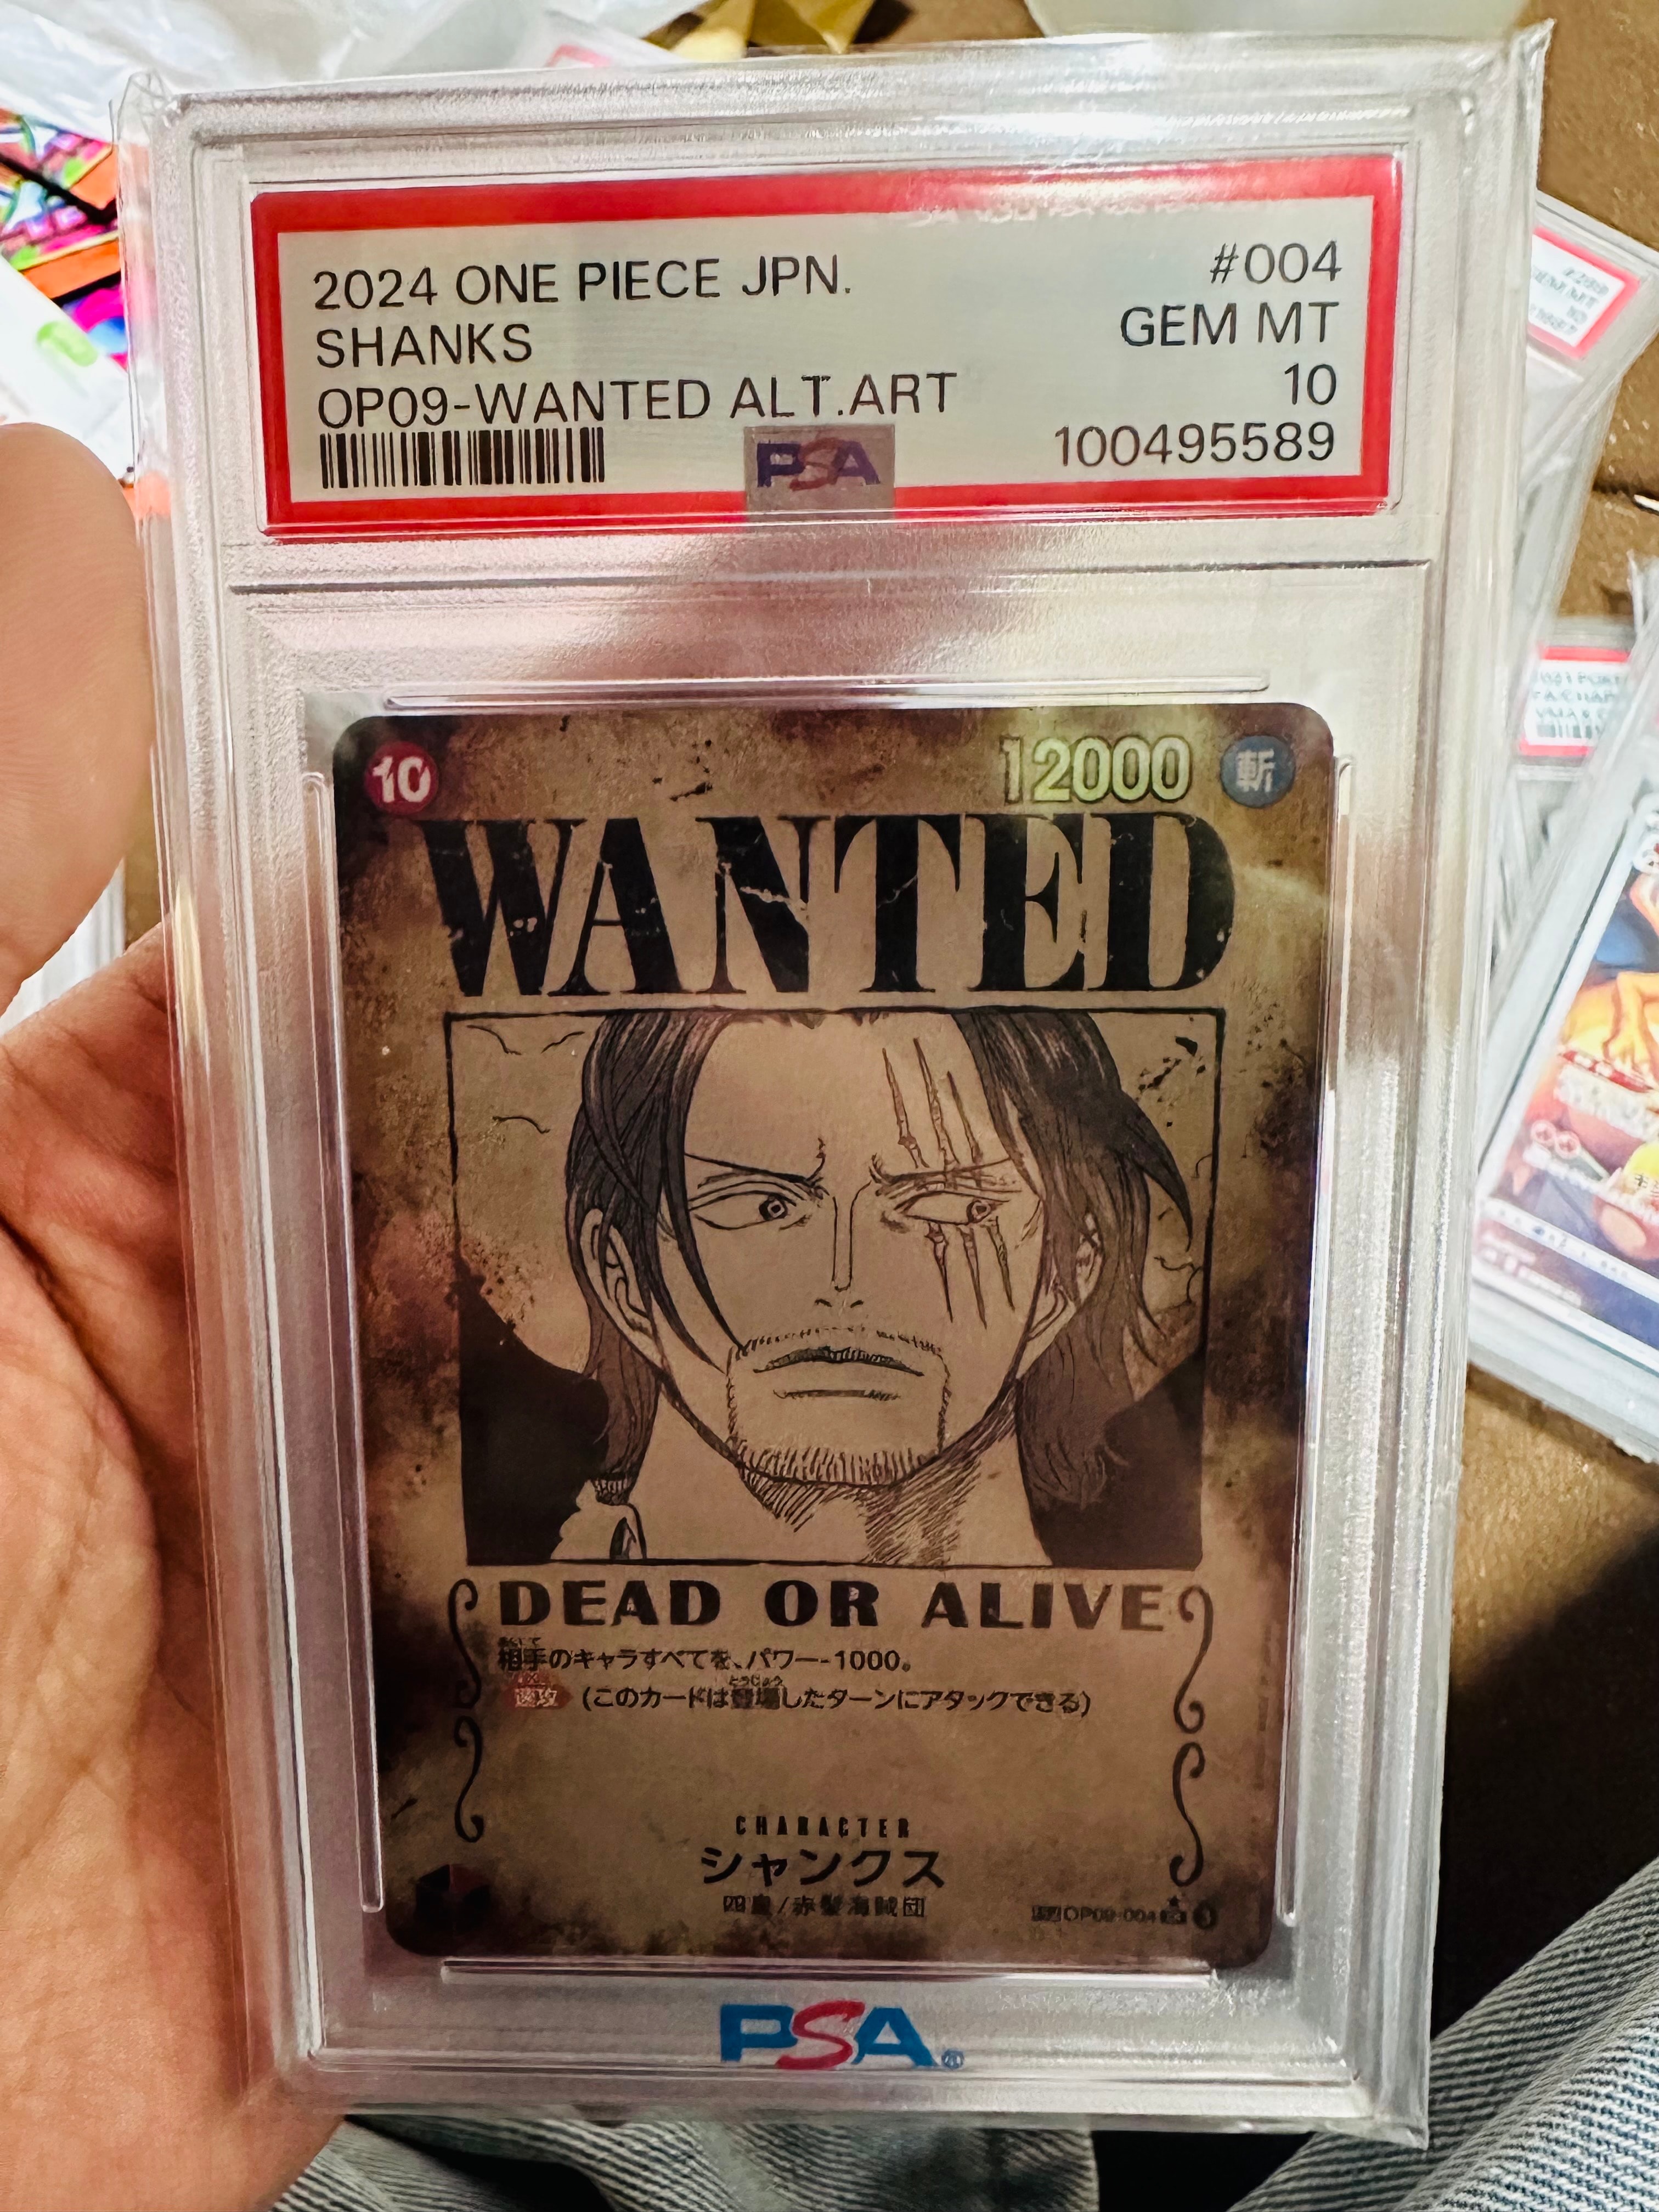 2024 ONE PIECE JPN. #004
SHANKS GEM MT
OP09-WANTED ALT.ART 10
PSA 100495589
10 12000 斬
WANTED
DEAD OR ALIVE
相手のキャラすべてを、パワー-1000。
速攻 (このカードは登場したターンにアタックできる)
CHARACTER
シャンクス
四皇/赤髪海賊団
OP09-004
PSA